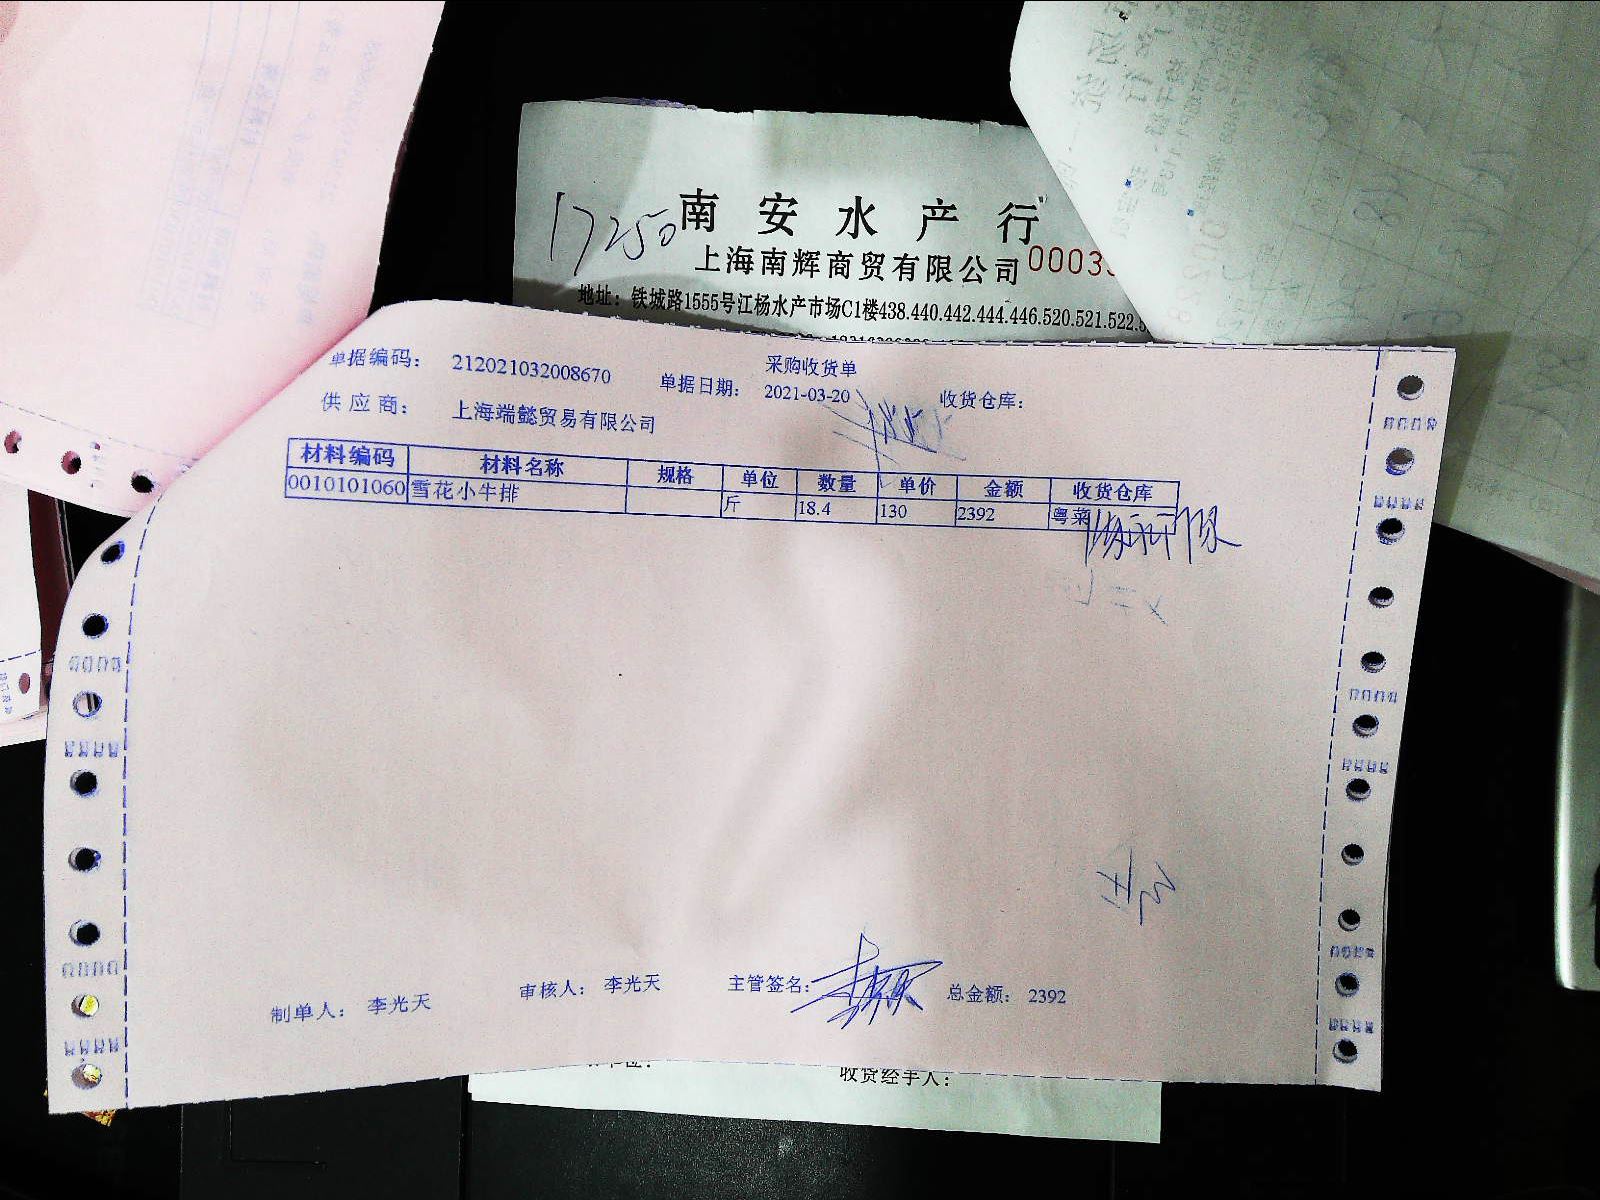 17250
南安水产行
上海南辉商贸有限公司 0003
地址：铁城路1555号江杨水产市场C1楼438.440.442.444.446.520.521.522.5
采购收货单
单据编码： 212021032008670 单据日期： 2021-03-20 收货仓库：
供应商： 上海端懿贸易有限公司
材料编码 材料名称 规格 单位 数量 单价 金额 收货仓库
0010101060 雪花小牛排 斤 18.4 130 2392 粤菜
制单人： 李光天 审核人： 李光天 主管签名： 总金额： 2392
收货经手人：